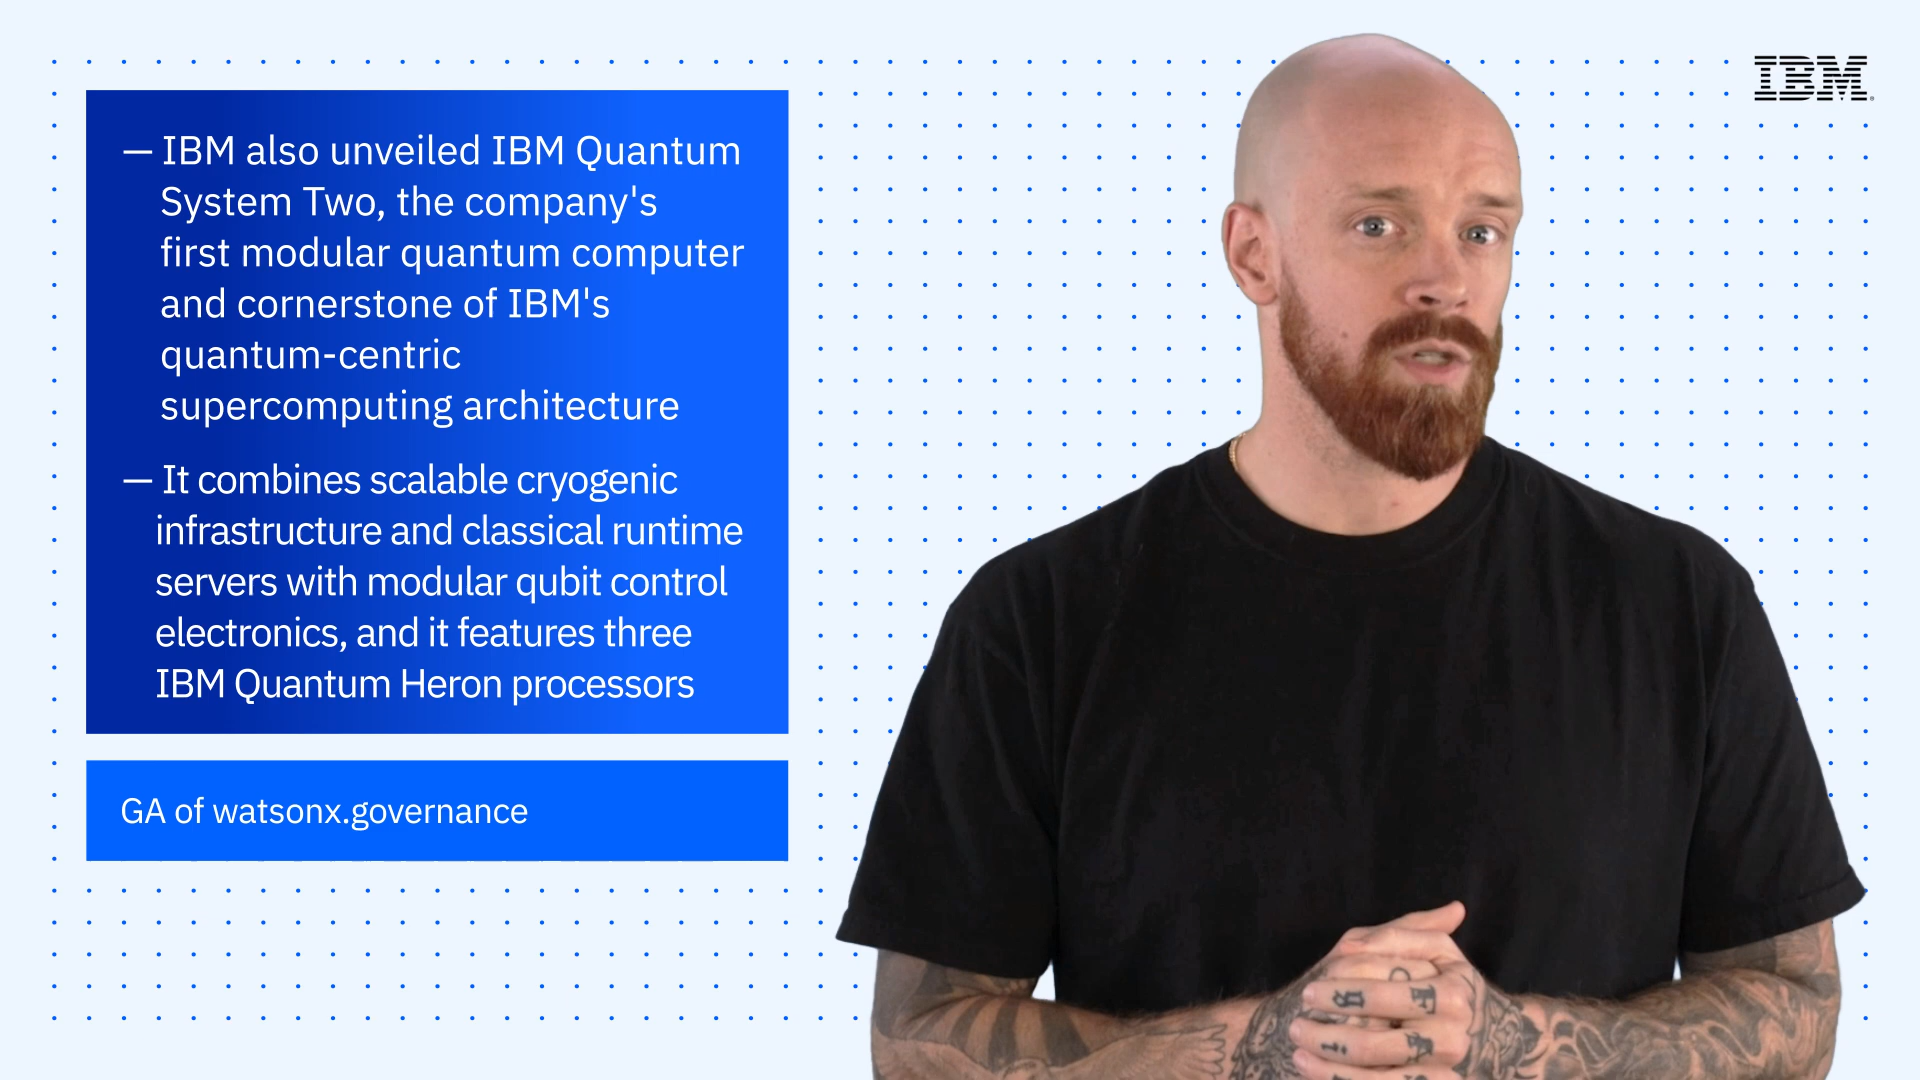 — IBM also unveiled IBM Quantum
System Two, the company's
first modular quantum computer
and cornerstone of IBM's
quantum-centric
supercomputing architecture
— It combines scalable cryogenic
infrastructure and classical runtime
servers with modular qubit control
electronics, and it features three
IBM Quantum Heron processors
GA of watsonx.governance
IBM